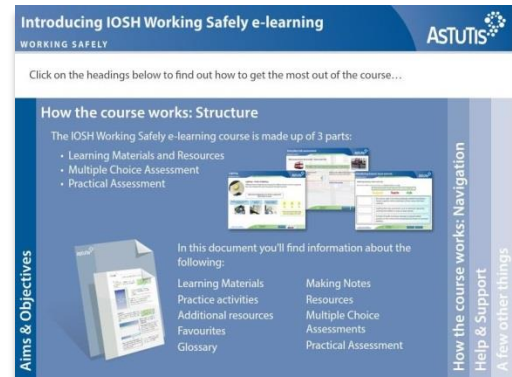 Introducing IOSH Working Safely e-learning
WORKING SAFELY
ASTUTIS
Click on the headings below to find out how to get the most out of the course…
Aims & Objectives
How the course works: Structure
The IOSH Working Safely e-learning course is made up of 3 parts:
• Learning Materials and Resources
• Multiple Choice Assessment
• Practical Assessment
In this document you'll find information about the
following:
Learning Materials
Practice activities
Additional resources
Favourites
Glossary
Making Notes
Resources
Multiple Choice
Assessments
Practical Assessment
How the course works: Navigation
Help & Support
A few other things